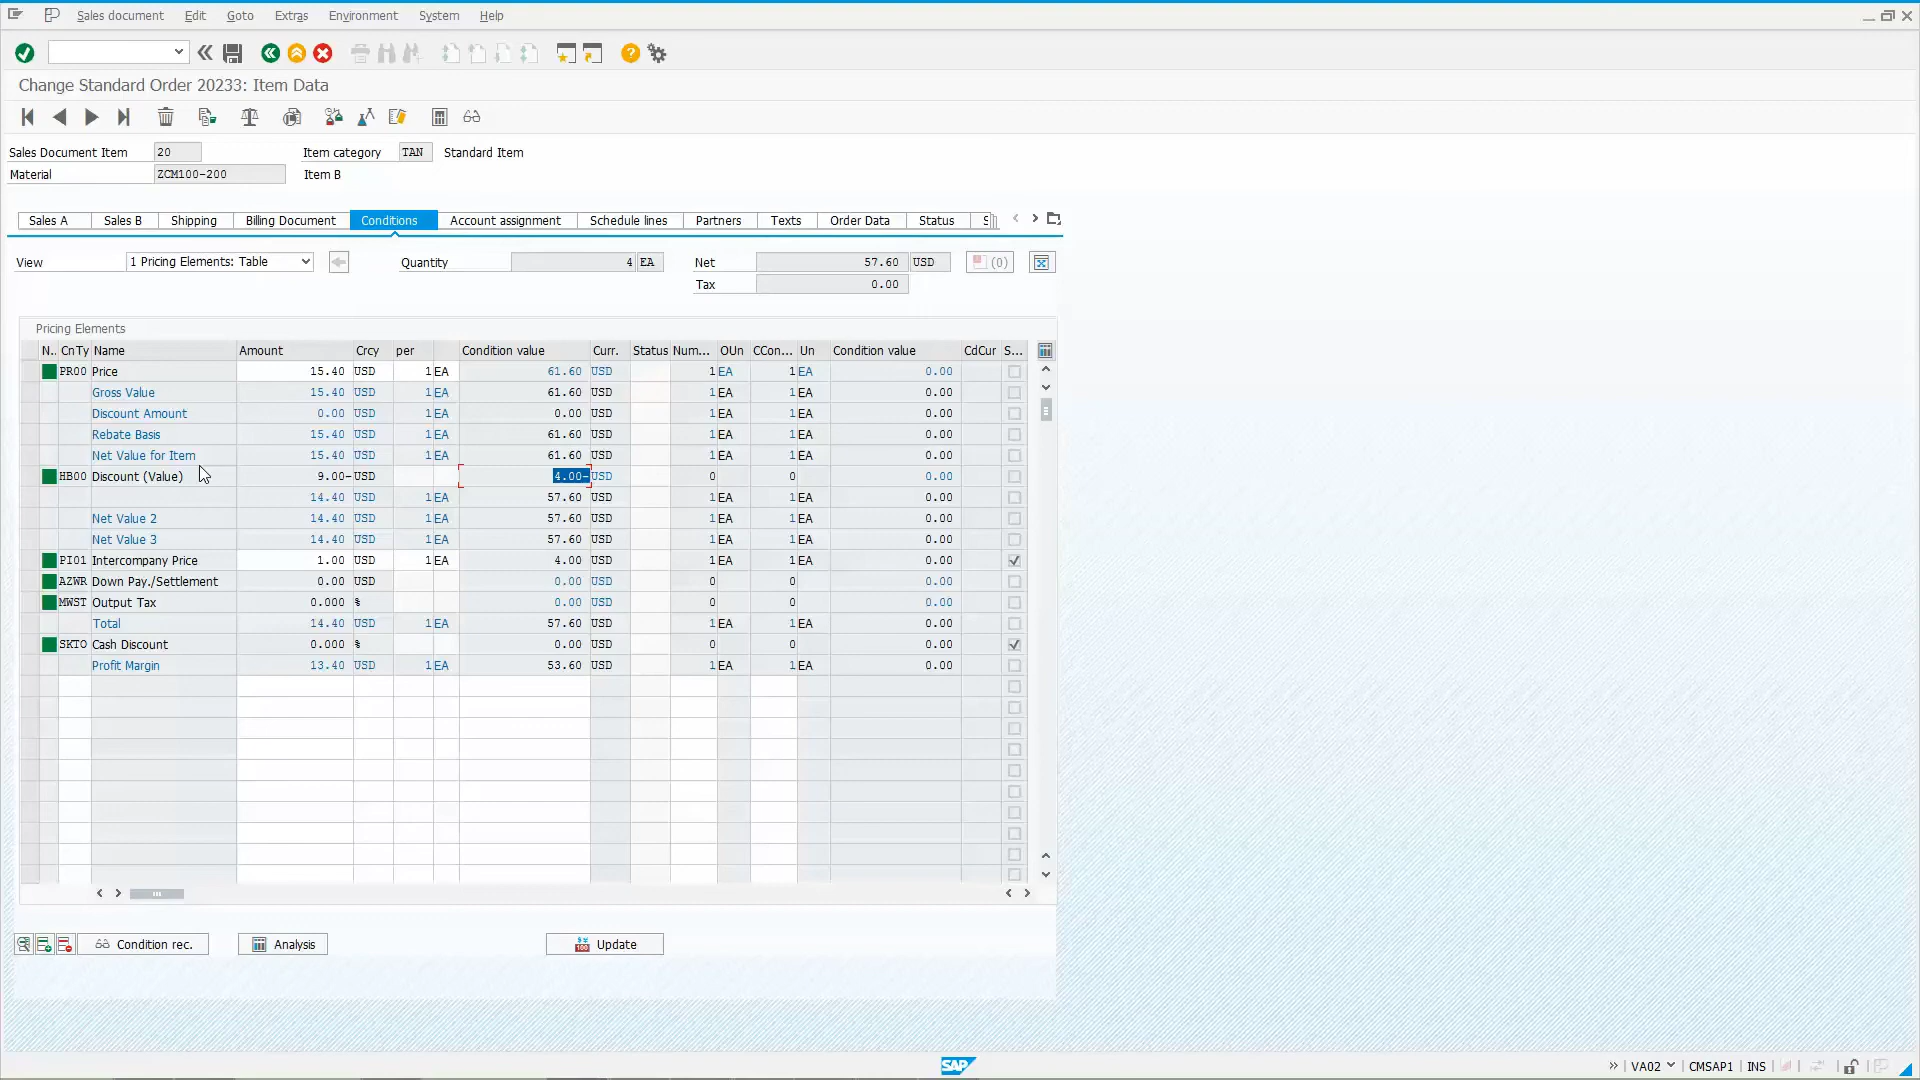 Sales document Edit Goto Extras Environment System Help
Change Standard Order 20233: Item Data
Sales Document Item 20 Item category TAN Standard Item
Material ZCM100-200 Item B
Sales A Sales B Shipping Billing Document Conditions Account assignment Schedule lines Partners Texts Order Data Status S
View 1 Pricing Elements: Table Quantity 4 EA Net 57.60 USD (0)
Tax 0.00
Pricing Elements
N.. CnTy Name Amount Crcy per Condition value Curr. Status Num... OUn CCon... Un Condition value CdCur S...
PR00 Price 15.40 USD 1 EA 61.60 USD 1 EA 1 EA 0.00
Gross Value 15.40 USD 1 EA 61.60 USD 1 EA 1 EA 0.00
Discount Amount 0.00 USD 1 EA 0.00 USD 1 EA 1 EA 0.00
Rebate Basis 15.40 USD 1 EA 61.60 USD 1 EA 1 EA 0.00
Net Value for Item 15.40 USD 1 EA 61.60 USD 1 EA 1 EA 0.00
HB00 Discount (Value) 9.00- USD 4.00- USD 0 0 0.00
14.40 USD 1 EA 57.60 USD 1 EA 1 EA 0.00
Net Value 2 14.40 USD 1 EA 57.60 USD 1 EA 1 EA 0.00
Net Value 3 14.40 USD 1 EA 57.60 USD 1 EA 1 EA 0.00
PI01 Intercompany Price 1.00 USD 1 EA 4.00 USD 1 EA 1 EA 0.00
AZWR Down Pay./Settlement 0.00 USD 0.00 USD 0 0 0.00
MWST Output Tax 0.000 % 0.00 USD 0 0 0.00
Total 14.40 USD 1 EA 57.60 USD 1 EA 1 EA 0.00
SKTO Cash Discount 0.000 % 0.00 USD 0 0 0.00
Profit Margin 13.40 USD 1 EA 53.60 USD 1 EA 1 EA 0.00
Condition rec. Analysis Update
SAP VA02 CMSAP1 INS